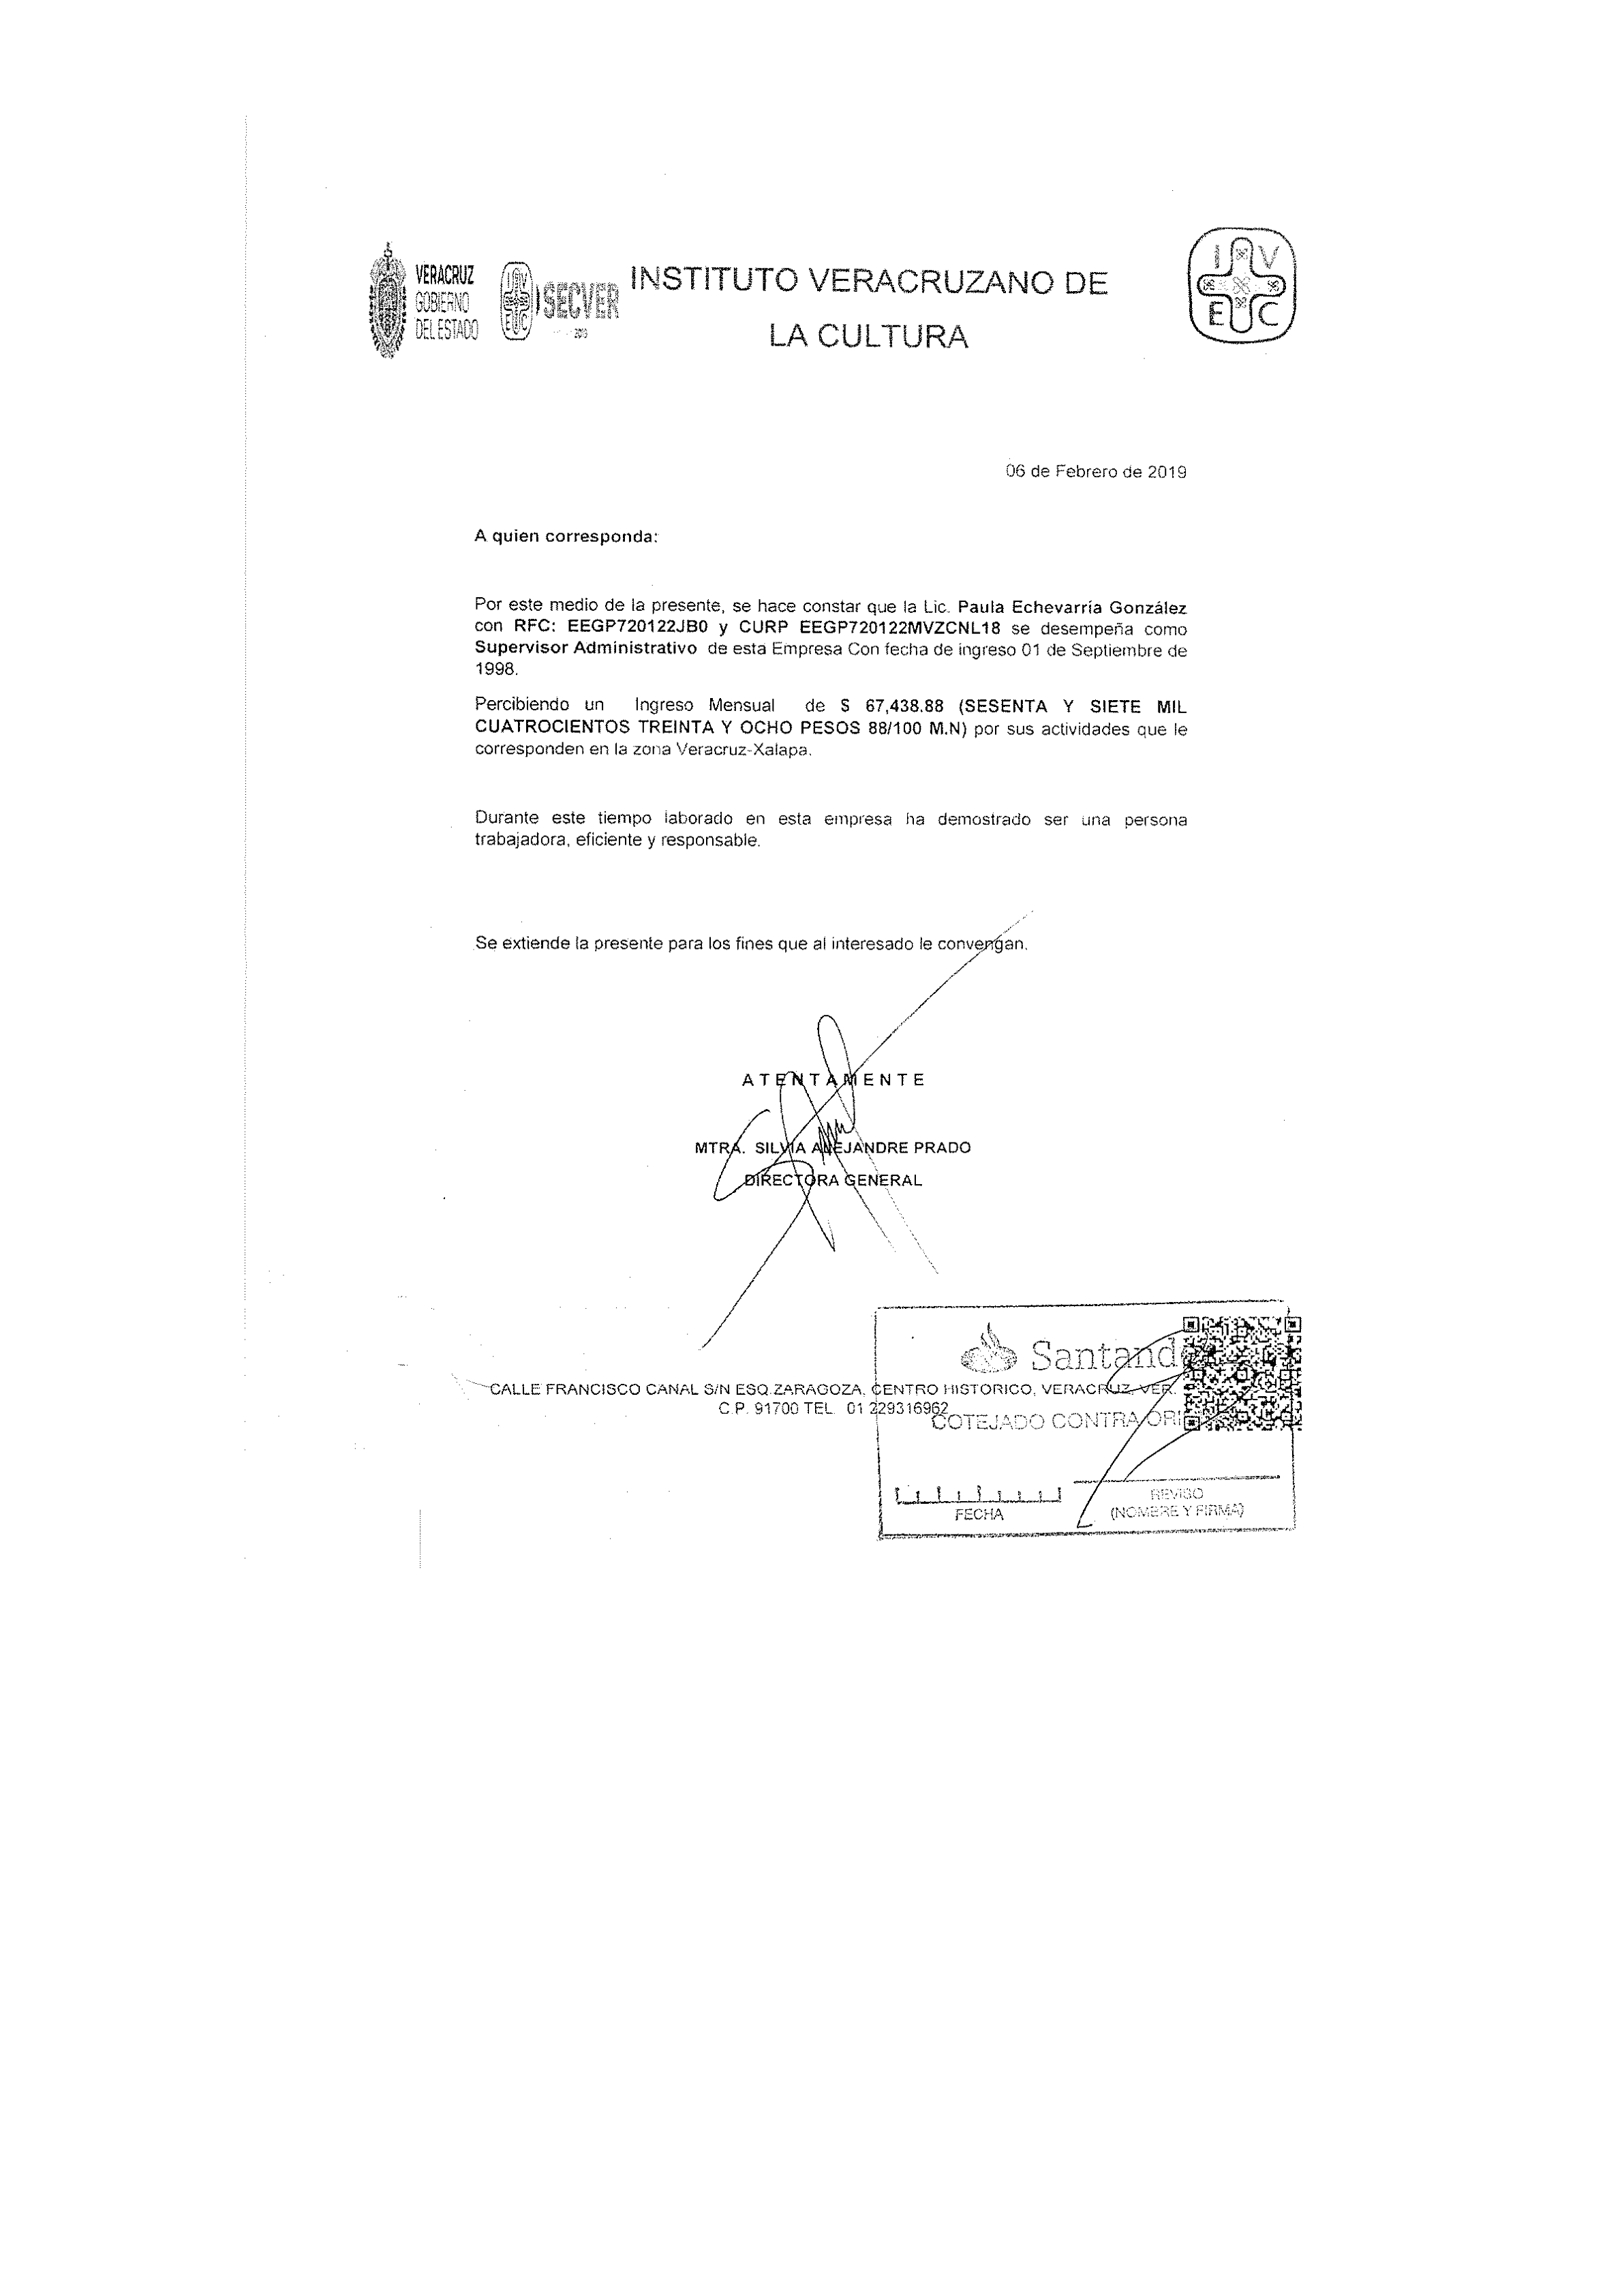 VERACRUZ
GOBIERNO
DEL ESTADO
IV
EC
SECVER
2019
INSTITUTO VERACRUZANO DE
LA CULTURA
I V
E C
06 de Febrero de 2019
A quien corresponda:
Por este medio de la presente, se hace constar que la Lic. Paula Echevarría González
con RFC: EEGP720122JB0 y CURP EEGP720122MVZCNL18 se desempeña como
Supervisor Administrativo de esta Empresa Con fecha de ingreso 01 de Septiembre de
1998.
Percibiendo un Ingreso Mensual de $ 67,438.88 (SESENTA Y SIETE MIL
CUATROCIENTOS TREINTA Y OCHO PESOS 88/100 M.N) por sus actividades que le
corresponden en la zona Veracruz-Xalapa.
Durante este tiempo laborado en esta empresa ha demostrado ser una persona
trabajadora, eficiente y responsable.
Se extiende la presente para los fines que al interesado le convengan.
ATENTAMENTE
MTRA. SILVIA ALEJANDRE PRADO
DIRECTORA GENERAL
Santande
CALLE FRANCISCO CANAL S/N ESQ.ZARAGOZA, CENTRO HISTORICO, VERACRUZ, VER.
C.P. 91700 TEL. 01 229316962
COTEJADO CONTRA ORI
FECHA
REVISO
(NOMBRE Y FIRMA)